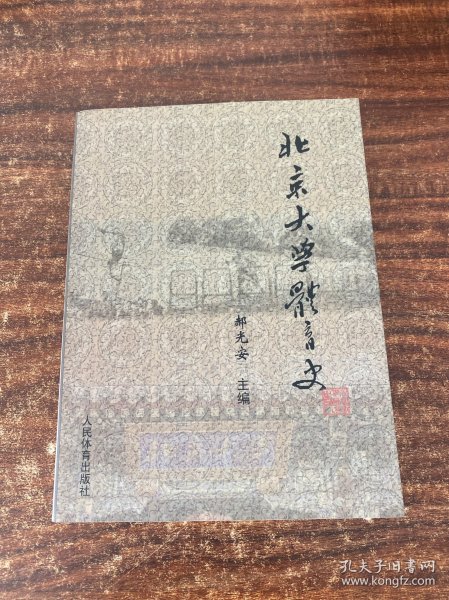 北京大学體育史
郝光安 主编
人民体育出版社
孔夫子旧书网
www.kongfz.com